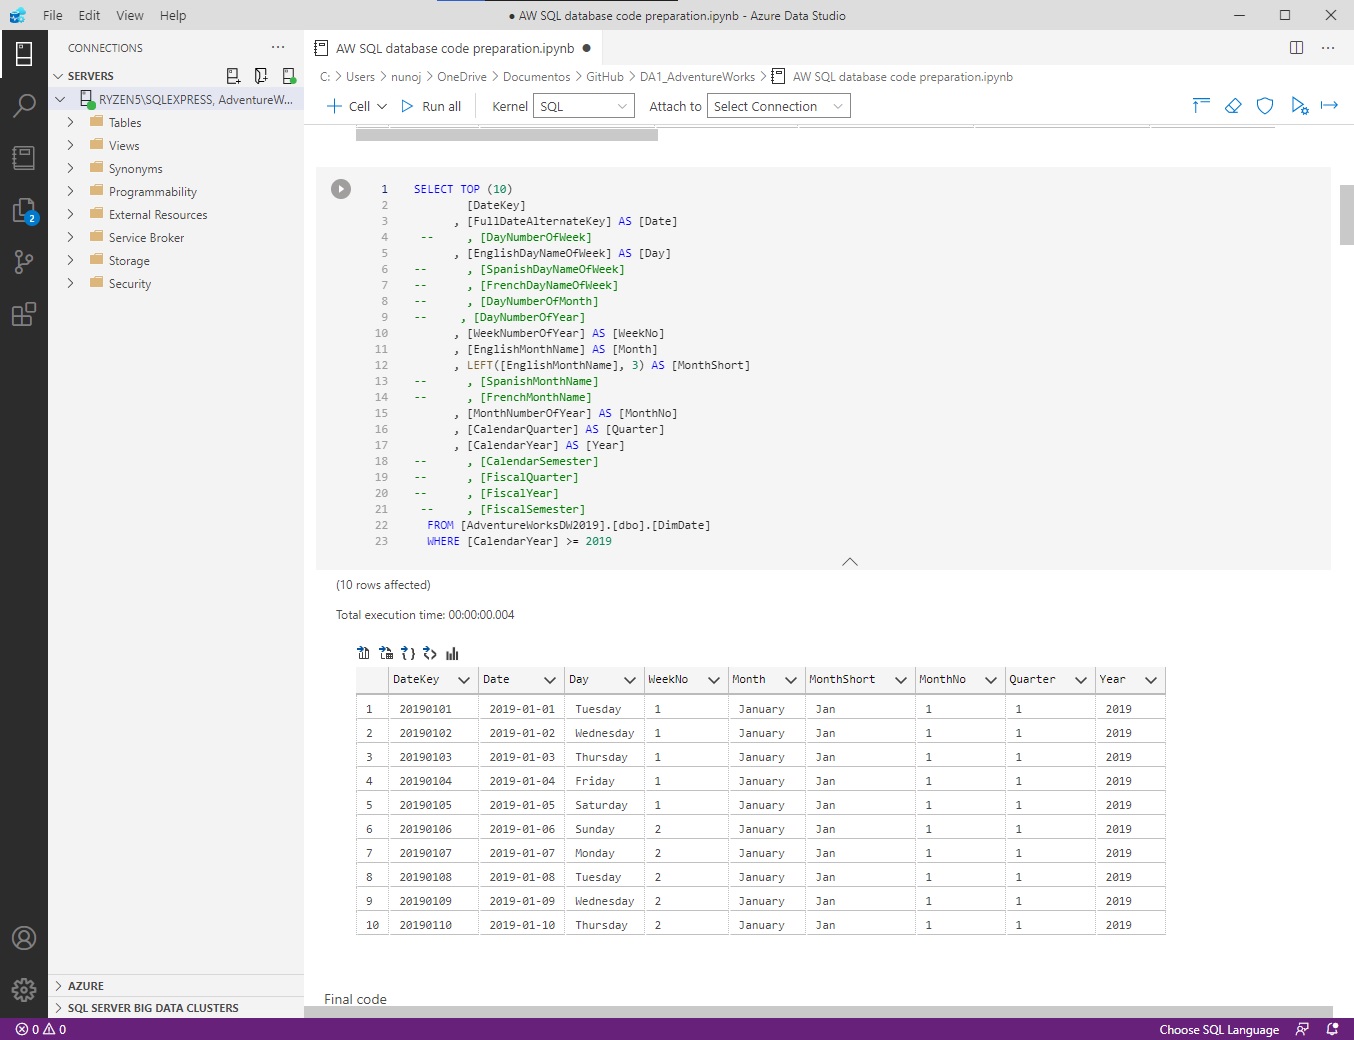 File Edit View Help
● AW SQL database code preparation.ipynb - Azure Data Studio
CONNECTIONS
SERVERS
RYZEN5\SQLEXPRESS, AdventureW...
Tables
Views
Synonyms
Programmability
External Resources
Service Broker
Storage
Security
2
AZURE
SQL SERVER BIG DATA CLUSTERS
AW SQL database code preparation.ipynb ●
C: > Users > nunoj > OneDrive > Documentos > GitHub > DA1_AdventureWorks > AW SQL database code preparation.ipynb
+ Cell Run all Kernel SQL Attach to Select Connection
1 SELECT TOP (10)
2 [DateKey]
3 , [FullDateAlternateKey] AS [Date]
4 -- , [DayNumberOfWeek]
5 , [EnglishDayNameOfWeek] AS [Day]
6 -- , [SpanishDayNameOfWeek]
7 -- , [FrenchDayNameOfWeek]
8 -- , [DayNumberOfMonth]
9 -- , [DayNumberOfYear]
10 , [WeekNumberOfYear] AS [WeekNo]
11 , [EnglishMonthName] AS [Month]
12 , LEFT([EnglishMonthName], 3) AS [MonthShort]
13 -- , [SpanishMonthName]
14 -- , [FrenchMonthName]
15 , [MonthNumberOfYear] AS [MonthNo]
16 , [CalendarQuarter] AS [Quarter]
17 , [CalendarYear] AS [Year]
18 -- , [CalendarSemester]
19 -- , [FiscalQuarter]
20 -- , [FiscalYear]
21 -- , [FiscalSemester]
22 FROM [AdventureWorksDW2019].[dbo].[DimDate]
23 WHERE [CalendarYear] >= 2019
(10 rows affected)
Total execution time: 00:00:00.004
DateKey Date Day WeekNo Month MonthShort MonthNo Quarter Year
1 20190101 2019-01-01 Tuesday 1 January Jan 1 1 2019
2 20190102 2019-01-02 Wednesday 1 January Jan 1 1 2019
3 20190103 2019-01-03 Thursday 1 January Jan 1 1 2019
4 20190104 2019-01-04 Friday 1 January Jan 1 1 2019
5 20190105 2019-01-05 Saturday 1 January Jan 1 1 2019
6 20190106 2019-01-06 Sunday 2 January Jan 1 1 2019
7 20190107 2019-01-07 Monday 2 January Jan 1 1 2019
8 20190108 2019-01-08 Tuesday 2 January Jan 1 1 2019
9 20190109 2019-01-09 Wednesday 2 January Jan 1 1 2019
10 20190110 2019-01-10 Thursday 2 January Jan 1 1 2019
Final code
0 0
Choose SQL Language